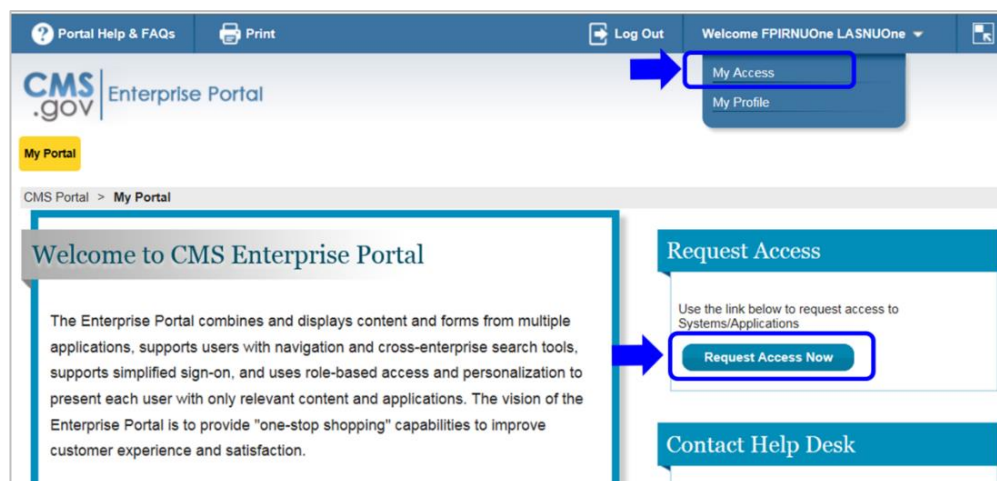 Portal Help & FAQs
Print
Log Out
Welcome FPIRNUOne LASNUOne
My Access
My Profile
CMS
.gov
Enterprise Portal
My Portal
CMS Portal > My Portal
Welcome to CMS Enterprise Portal
The Enterprise Portal combines and displays content and forms from multiple
applications, supports users with navigation and cross-enterprise search tools,
supports simplified sign-on, and uses role-based access and personalization to
present each user with only relevant content and applications. The vision of the
Enterprise Portal is to provide "one-stop shopping" capabilities to improve
customer experience and satisfaction.
Request Access
Use the link below to request access to
Systems/Applications
Request Access Now
Contact Help Desk